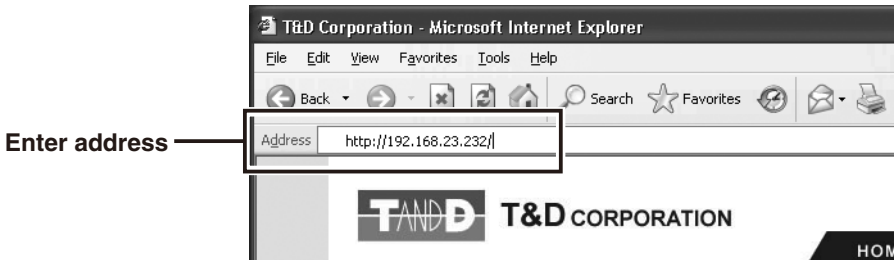 T&D Corporation - Microsoft Internet Explorer
File Edit View Favorites Tools Help
Back Search Favorites
Enter address
Address http://192.168.23.232/
TANDD T&D CORPORATION
HOM